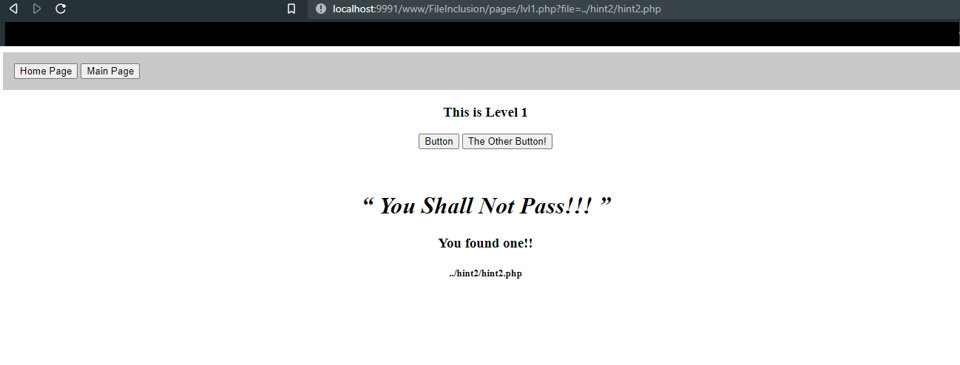 localhost:9991/www/FileInclusion/pages/lvl1.php?file=../hint2/hint2.php
Home Page Main Page
This is Level 1
Button The Other Button!
“ You Shall Not Pass!!! ”
You found one!!
../hint2/hint2.php